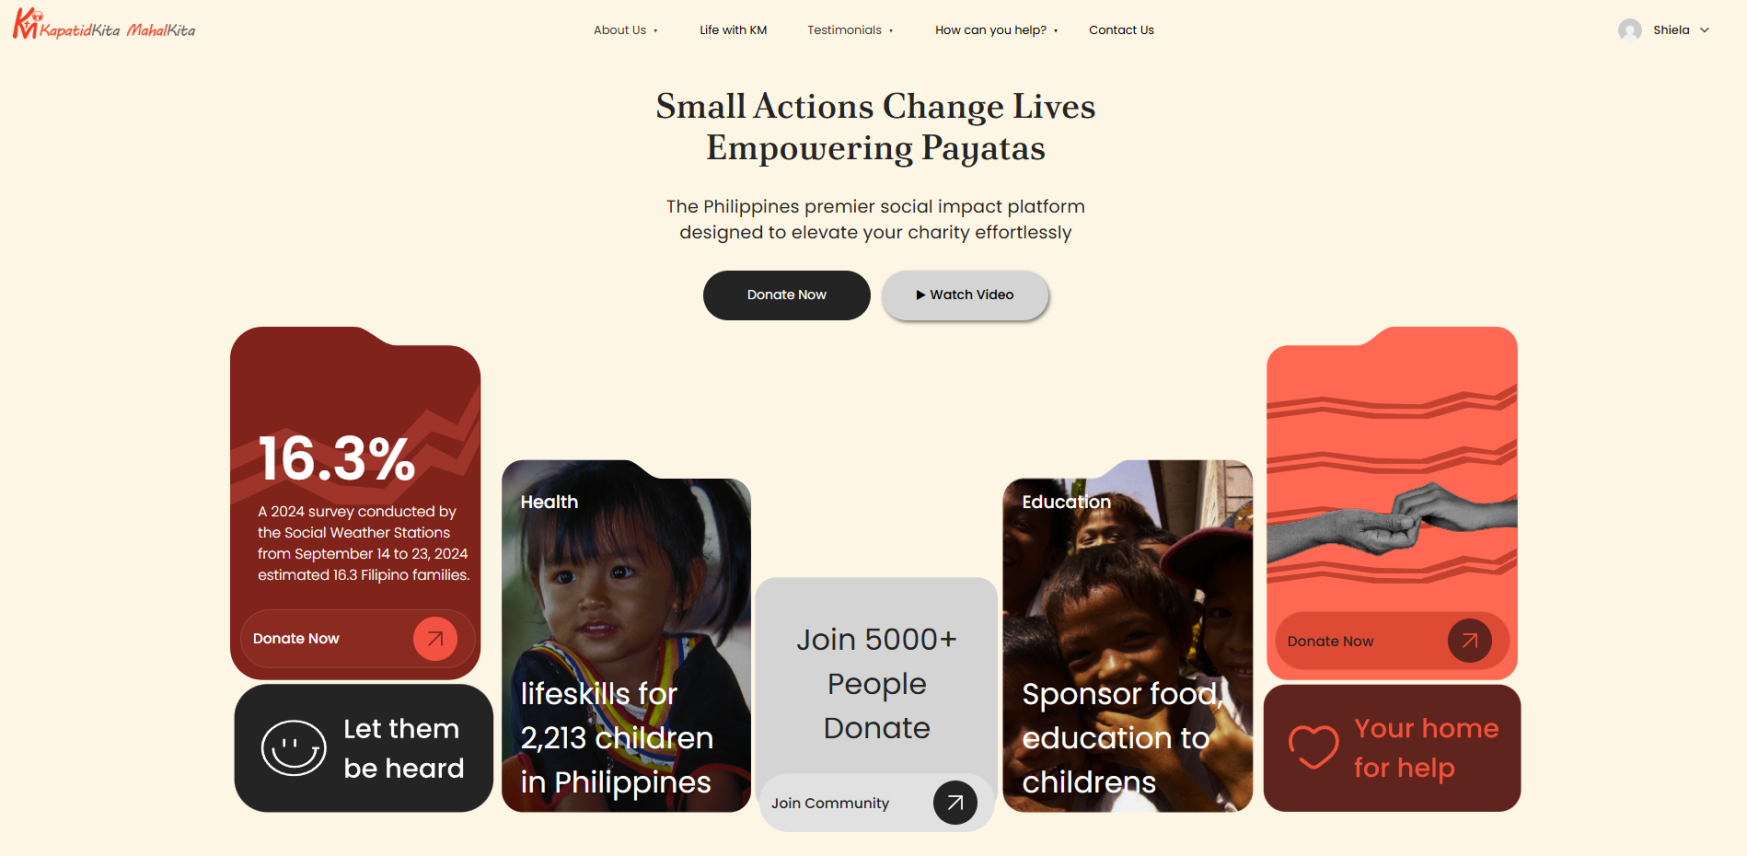 KM KapatidKita MahalKita
About Us
Life with KM
Testimonials
How can you help?
Contact Us
Shiela
Small Actions Change Lives
Empowering Payatas
The Philippines premier social impact platform
designed to elevate your charity effortlessly
Donate Now
Watch Video
16.3%
A 2024 survey conducted by
the Social Weather Stations
from September 14 to 23, 2024
estimated 16.3 Filipino families.
Donate Now
Let them
be heard
Health
lifeskills for
2,213 children
in Philippines
Join 5000+
People
Donate
Join Community
Education
Sponsor food,
education to
childrens
Donate Now
Your home
for help